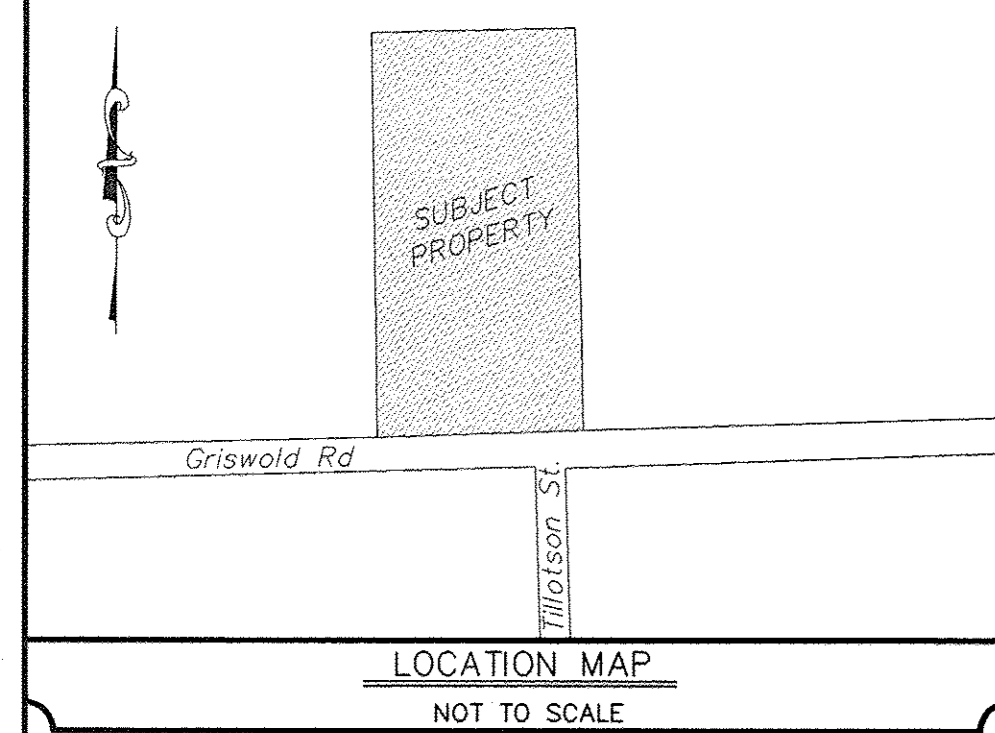 SUBJECT
PROPERTY
Griswold Rd
Tillotson St.
LOCATION MAP
NOT TO SCALE